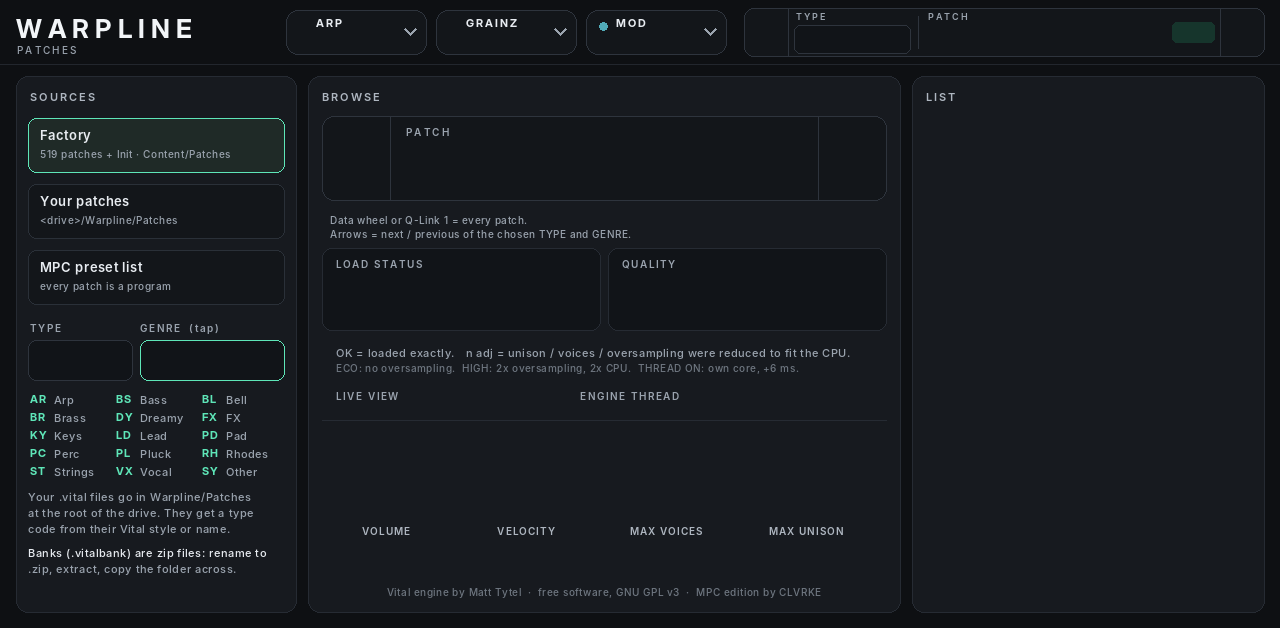 WARPLINE
PATCHES
ARP
GRAINZ
MOD
TYPE
PATCH
SOURCES
Factory
519 patches + Init · Content/Patches
Your patches
<drive>/Warpline/Patches
MPC preset list
every patch is a program
TYPE
GENRE (tap)
AR Arp BS Bass BL Bell
BR Brass DY Dreamy FX FX
KY Keys LD Lead PD Pad
PC Perc PL Pluck RH Rhodes
ST Strings VX Vocal SY Other
Your .vital files go in Warpline/Patches
at the root of the drive. They get a type
code from their Vital style or name.
Banks (.vitalbank) are zip files: rename to
.zip, extract, copy the folder across.
BROWSE
PATCH
Data wheel or Q-Link 1 = every patch.
Arrows = next / previous of the chosen TYPE and GENRE.
LOAD STATUS
QUALITY
OK = loaded exactly. n adj = unison / voices / oversampling were reduced to fit the CPU.
ECO: no oversampling. HIGH: 2x oversampling, 2x CPU. THREAD ON: own core, +6 ms.
LIVE VIEW
ENGINE THREAD
VOLUME
VELOCITY
MAX VOICES
MAX UNISON
Vital engine by Matt Tytel · free software, GNU GPL v3 · MPC edition by CLVRKE
LIST